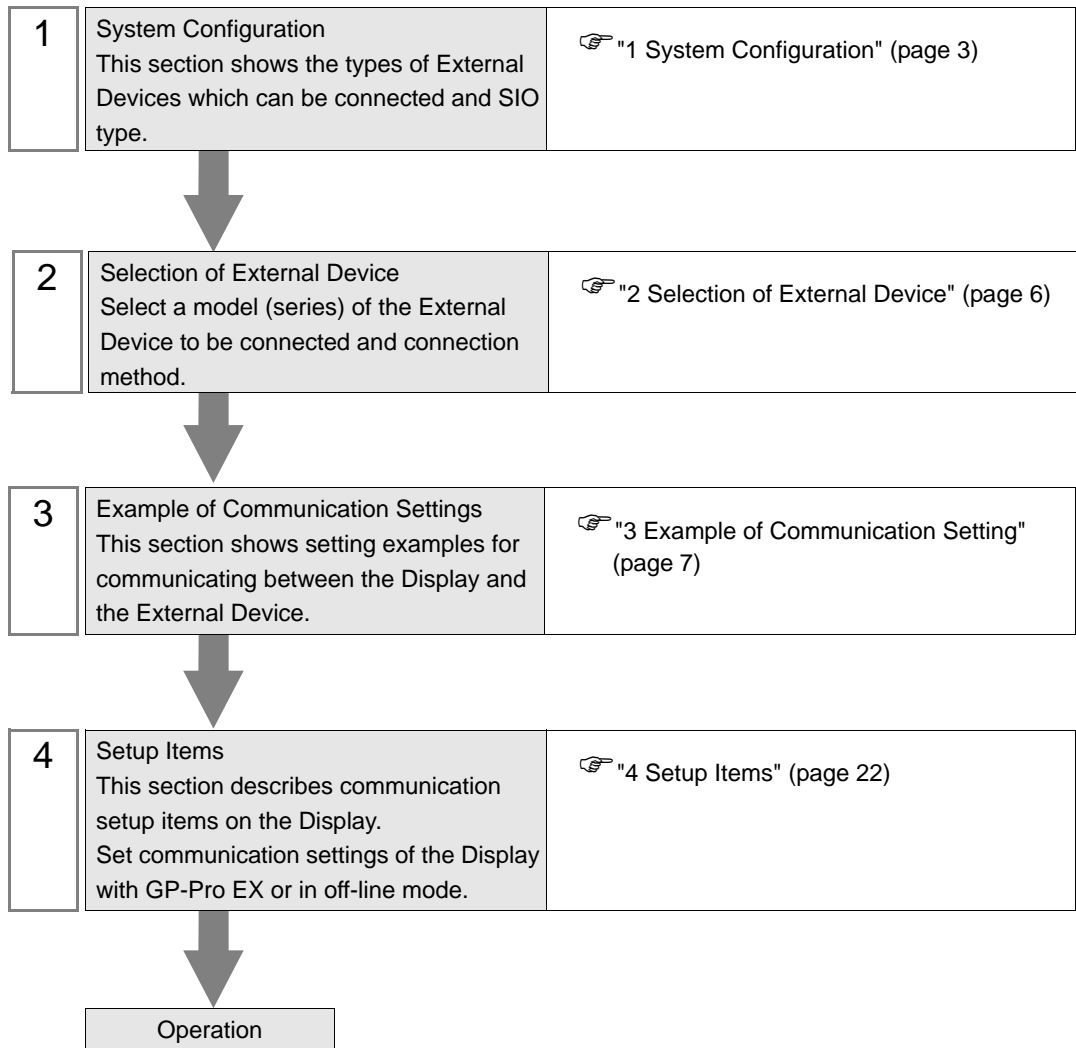 1
System Configuration
This section shows the types of External
Devices which can be connected and SIO
type.
"1 System Configuration" (page 3)
2
Selection of External Device
Select a model (series) of the External
Device to be connected and connection
method.
"2 Selection of External Device" (page 6)
3
Example of Communication Settings
This section shows setting examples for
communicating between the Display and
the External Device.
"3 Example of Communication Setting"
(page 7)
4
Setup Items
This section describes communication
setup items on the Display.
Set communication settings of the Display
with GP-Pro EX or in off-line mode.
"4 Setup Items" (page 22)
Operation